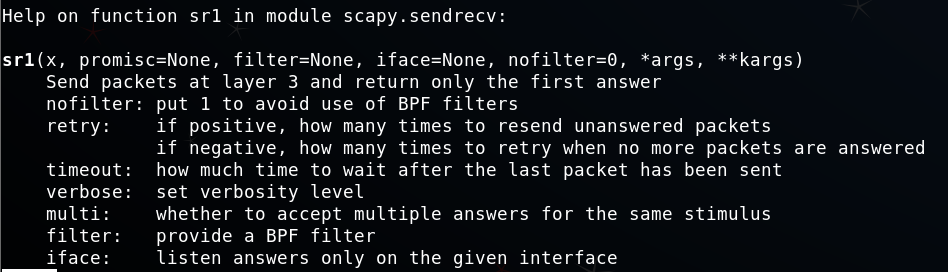 Help on function sr1 in module scapy.sendrecv:
sr1(x, promisc=None, filter=None, iface=None, nofilter=0, *args, **kargs)
Send packets at layer 3 and return only the first answer
nofilter: put 1 to avoid use of BPF filters
retry:    if positive, how many times to resend unanswered packets
if negative, how many times to retry when no more packets are answered
timeout:  how much time to wait after the last packet has been sent
verbose:  set verbosity level
multi:    whether to accept multiple answers for the same stimulus
filter:   provide a BPF filter
iface:    listen answers only on the given interface